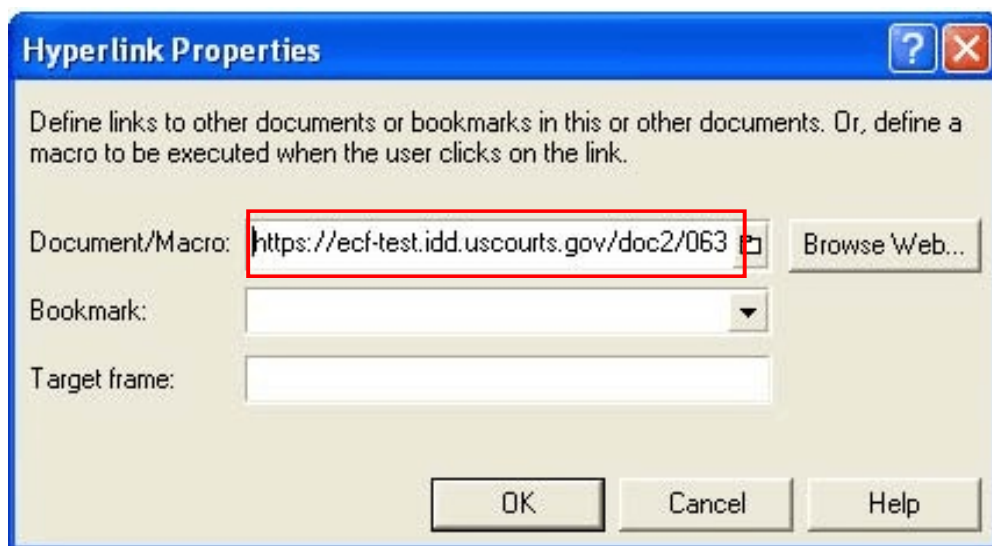 Hyperlink Properties
Define links to other documents or bookmarks in this or other documents. Or, define a
macro to be executed when the user clicks on the link.
Document/Macro: https://ecf-test.idd.uscourts.gov/doc2/063 Browse Web...
Bookmark:
Target frame:
OK Cancel Help